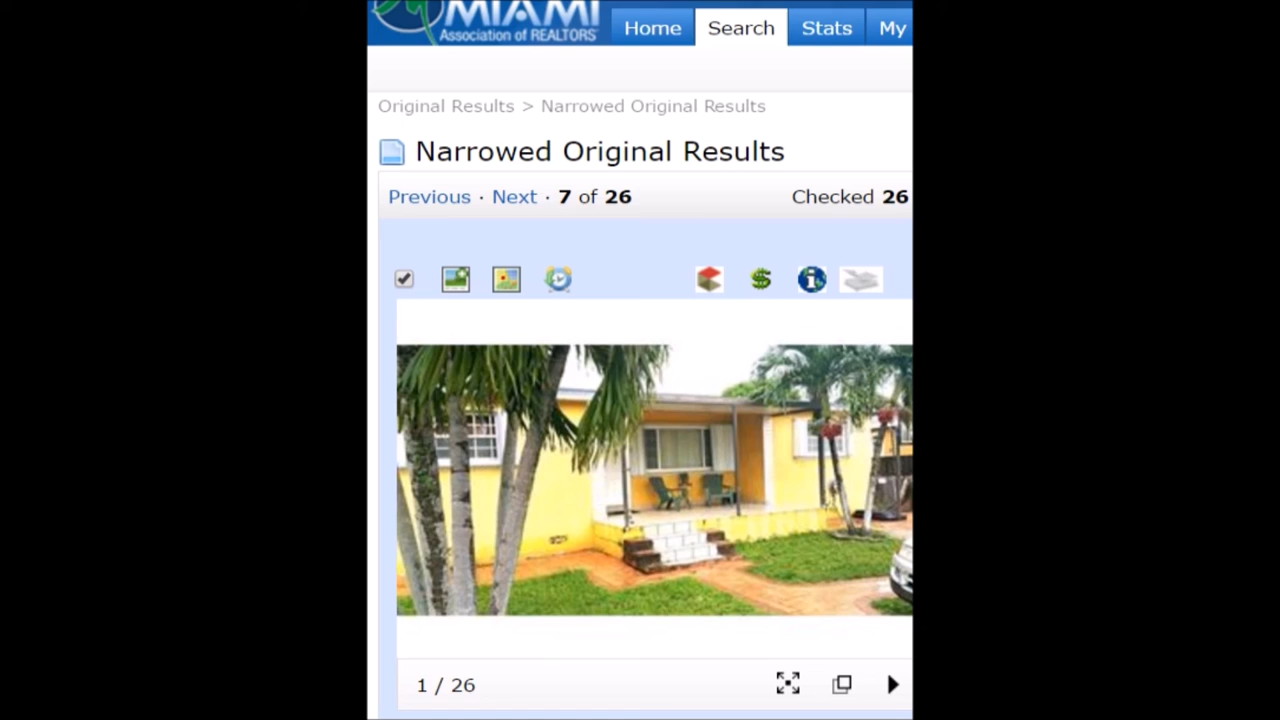 MIAMI
Association of REALTORS
Home Search Stats My
Original Results > Narrowed Original Results
Narrowed Original Results
Previous · Next · 7 of 26 Checked 26
1 / 26